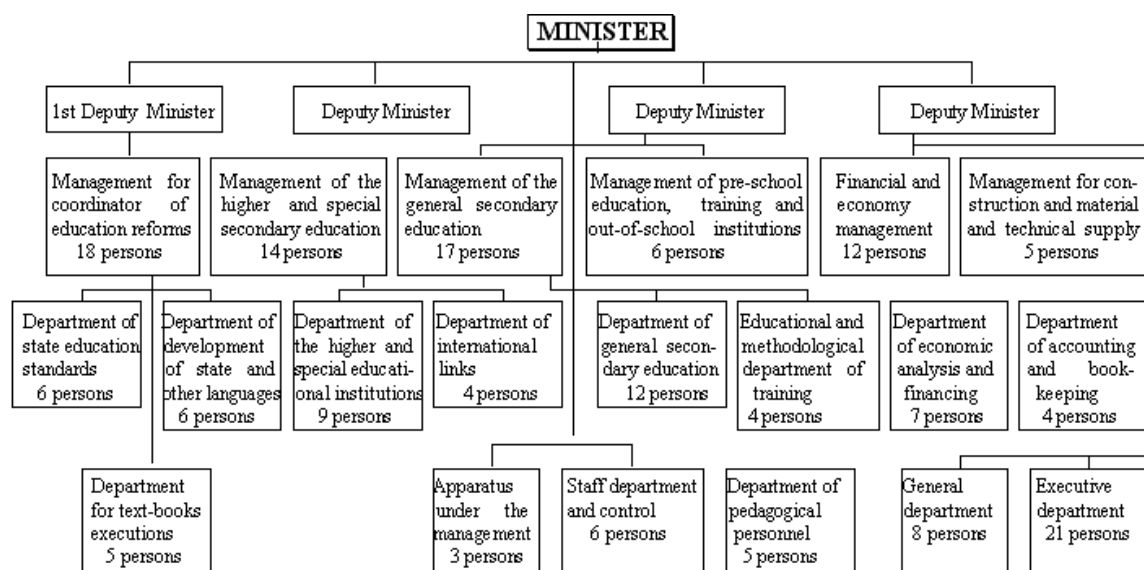 MINISTER
1st Deputy Minister
Deputy Minister
Deputy Minister
Deputy Minister
Management for
coordinator of
education reforms
18 persons
Management of the
higher and special
secondary education
14 persons
Management of the
general secondary
education
17 persons
Management of pre-school
education, training and
out-of-school institutions
6 persons
Financial and
economy
management
12 persons
Management for con-
struction and material
and technical supply
5 persons
Department of
state education
standards
6 persons
Department of
development
of state and
other languages
6 persons
Department of
the higher and
special educati-
onal institutions
9 persons
Department of
international
links
4 persons
Department of
general secon-
dary education
12 persons
Educational and
methodological
department of
training
4 persons
Department
of economic
analysis and
financing
7 persons
Department
of accounting
and book-
keeping
4 persons
Department
for text-books
executions
5 persons
Apparatus
under the
management
3 persons
Staff department
and control
6 persons
Department of
pedagogical
personnel
5 persons
General
department
8 persons
Executive
department
21 persons